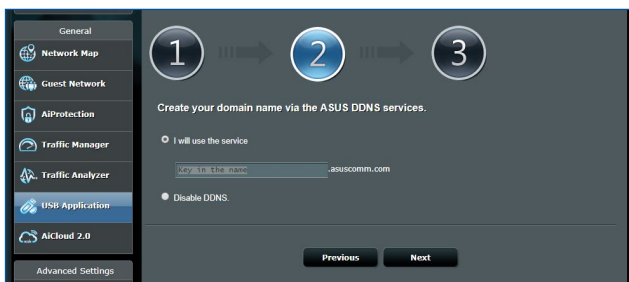 General
Network Map
Guest Network
AiProtection
Traffic Manager
Traffic Analyzer
USB Application
AiCloud 2.0
Advanced Settings
1
2
3
Create your domain name via the ASUS DDNS services.
I will use the service
key in the name .asuscomm.com
Disable DDNS.
Previous Next